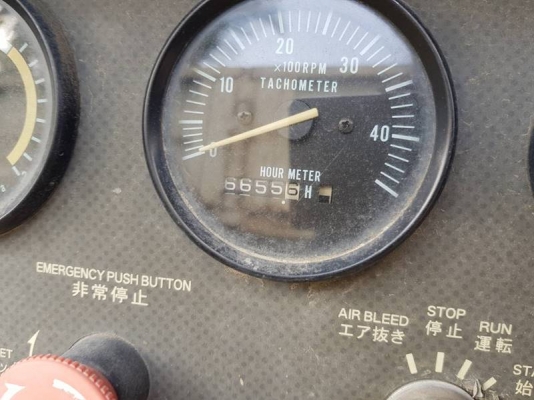 20
×100RPM
30
10
TACHOMETER
40
0
HOUR METER
66556H
EMERGENCY PUSH BUTTON
非常停止
AIR BLEED
エア抜き
STOP
停止
RUN
運転